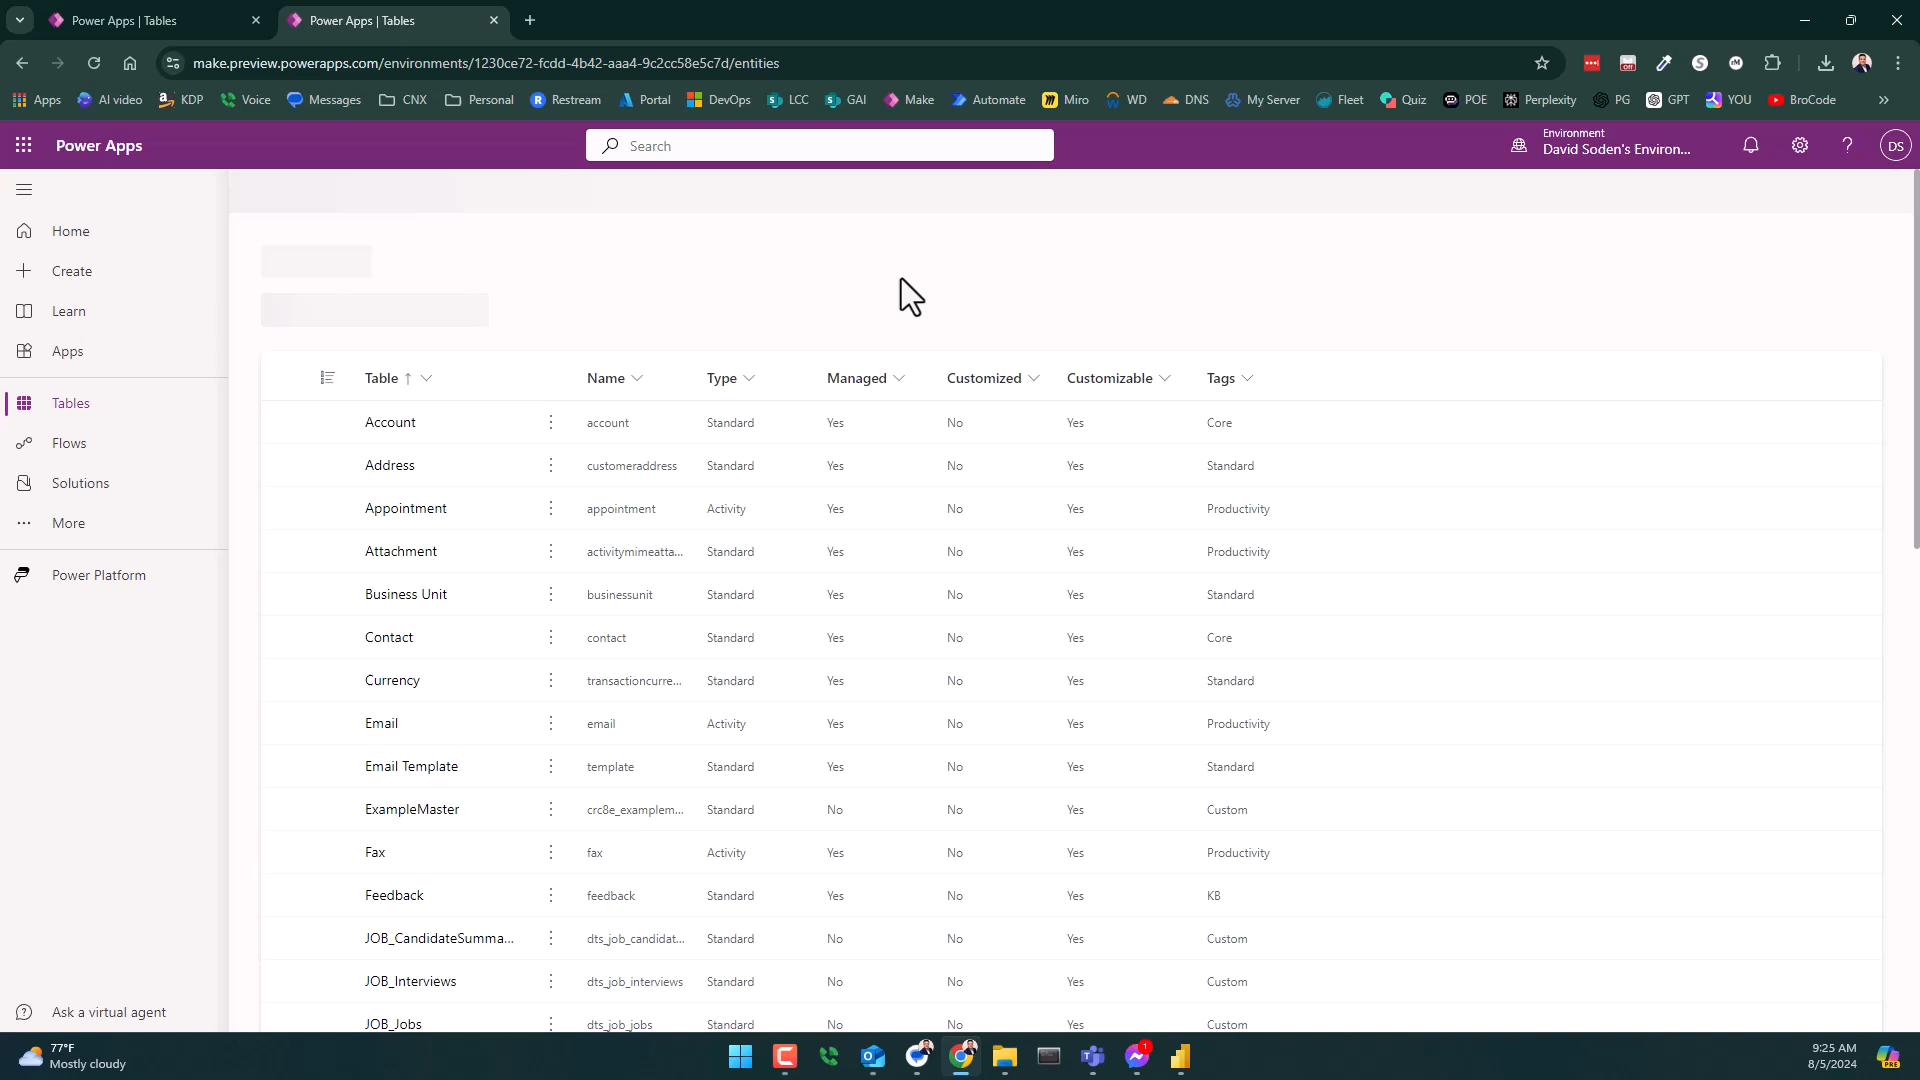 Power Apps | Tables
Power Apps | Tables
make.preview.powerapps.com/environments/1230ce72-fcdd-4b42-aaa4-9c2cc58e5c7d/entities
Apps AI video KDP Voice Messages CNX Personal Restream Portal DevOps LCC GAI Make Automate Miro WD DNS My Server Fleet Quiz POE Perplexity PG GPT YOU BroCode
Power Apps
Search
Environment
David Soden's Environ...
DS
Home
Create
Learn
Apps
Tables
Flows
Solutions
More
Power Platform
Ask a virtual agent
Table Name Type Managed Customized Customizable Tags
Account account Standard Yes No Yes Core
Address customeraddress Standard Yes No Yes Standard
Appointment appointment Activity Yes No Yes Productivity
Attachment activitymimeatta... Standard Yes No Yes Productivity
Business Unit businessunit Standard Yes No Yes Standard
Contact contact Standard Yes No Yes Core
Currency transactioncurre... Standard Yes No Yes Standard
Email email Activity Yes No Yes Productivity
Email Template template Standard Yes No Yes Standard
ExampleMaster crc8e_examplem... Standard No No Yes Custom
Fax fax Activity Yes No Yes Productivity
Feedback feedback Standard Yes No Yes KB
JOB_CandidateSumma... dts_job_candidat... Standard No No Yes Custom
JOB_Interviews dts_job_interviews Standard No No Yes Custom
JOB_Jobs dts_job_jobs Standard No No Yes Custom
77°F
Mostly cloudy
1
9:25 AM
8/5/2024
PRE